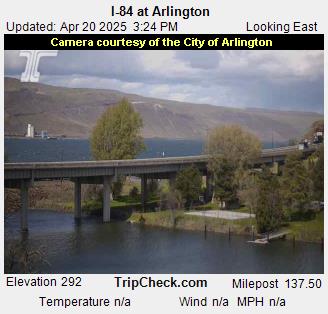 I-84 at Arlington
Updated: Apr 20 2025 3:24 PM Looking East
Camera courtesy of the City of Arlington
Elevation 292 TripCheck.com Milepost 137.50
Temperature n/a Wind n/a MPH n/a